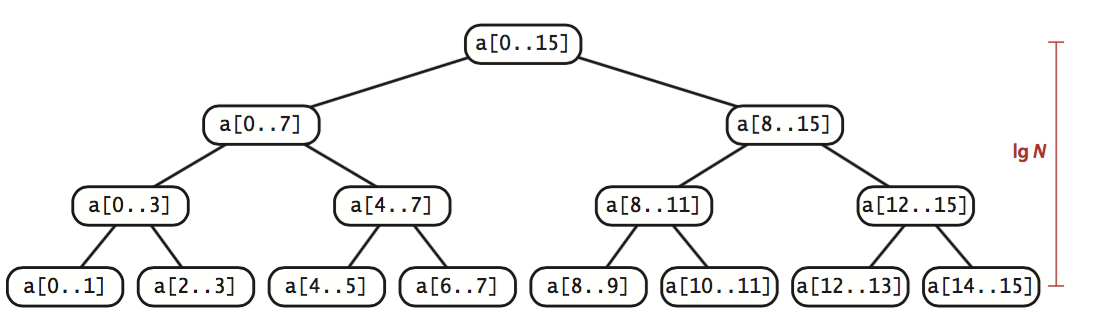 a[0..15]
a[0..7]
a[8..15]
lg N
a[0..3]
a[4..7]
a[8..11]
a[12..15]
a[0..1]
a[2..3]
a[4..5]
a[6..7]
a[8..9]
a[10..11]
a[12..13]
a[14..15]